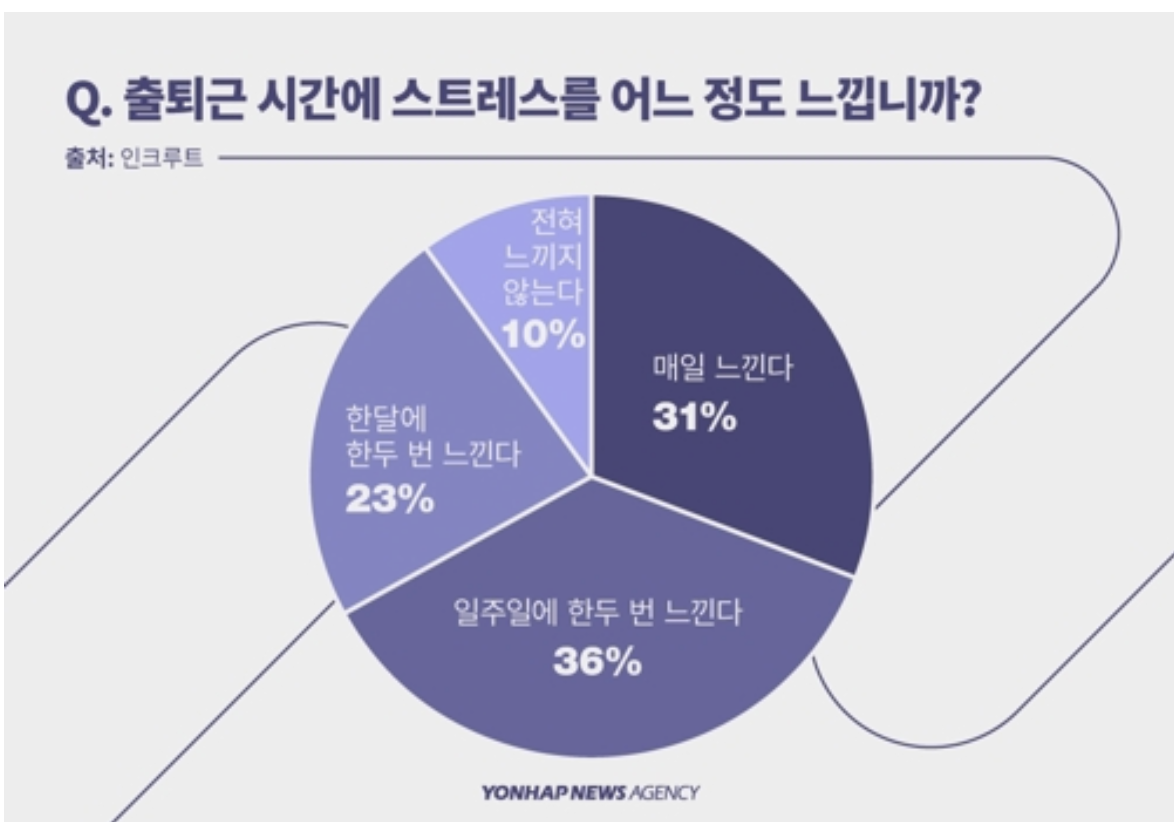 Q. 출퇴근 시간에 스트레스를 어느 정도 느낍니까?
출처: 인크루트
전혀
느끼지
않는다
10%
매일 느낀다
31%
한달에
한두 번 느낀다
23%
일주일에 한두 번 느낀다
36%
YONHAP NEWS AGENCY